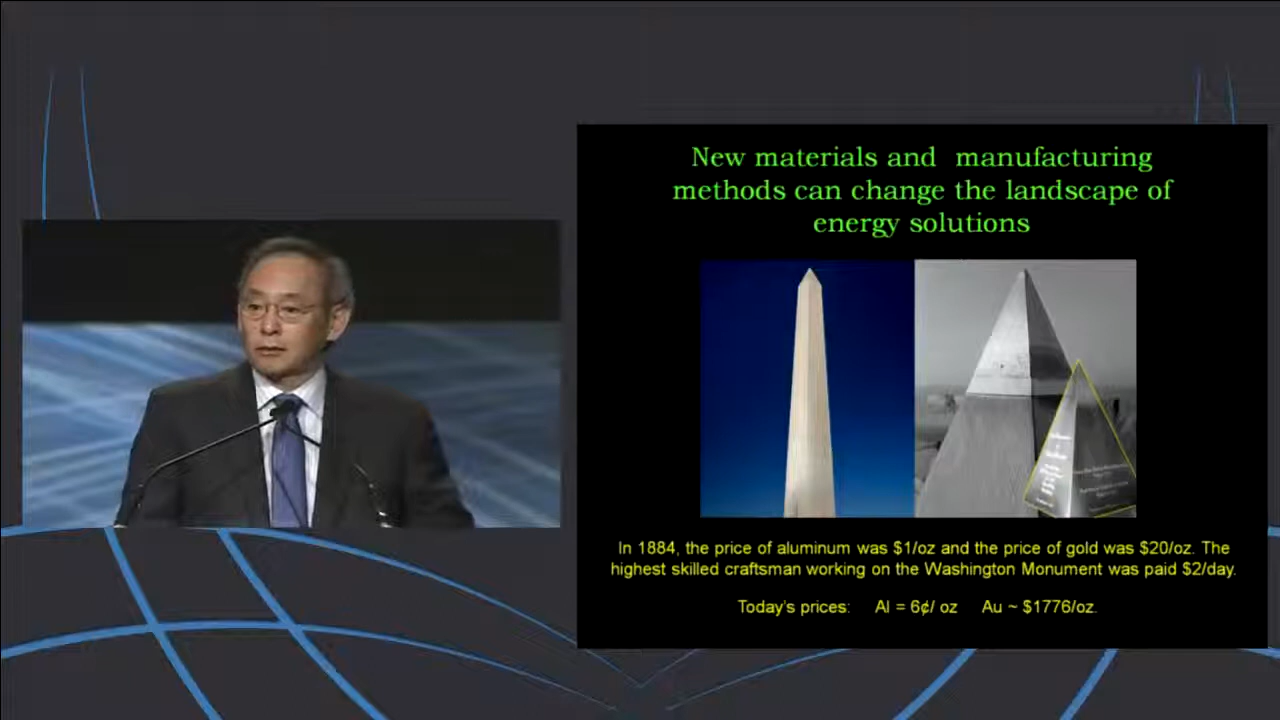 New materials and manufacturing
methods can change the landscape of
energy solutions
In 1884, the price of aluminum was $1/oz and the price of gold was $20/oz. The
highest skilled craftsman working on the Washington Monument was paid $2/day.
Today's prices: Al = 6¢/ oz Au ~ $1776/oz.